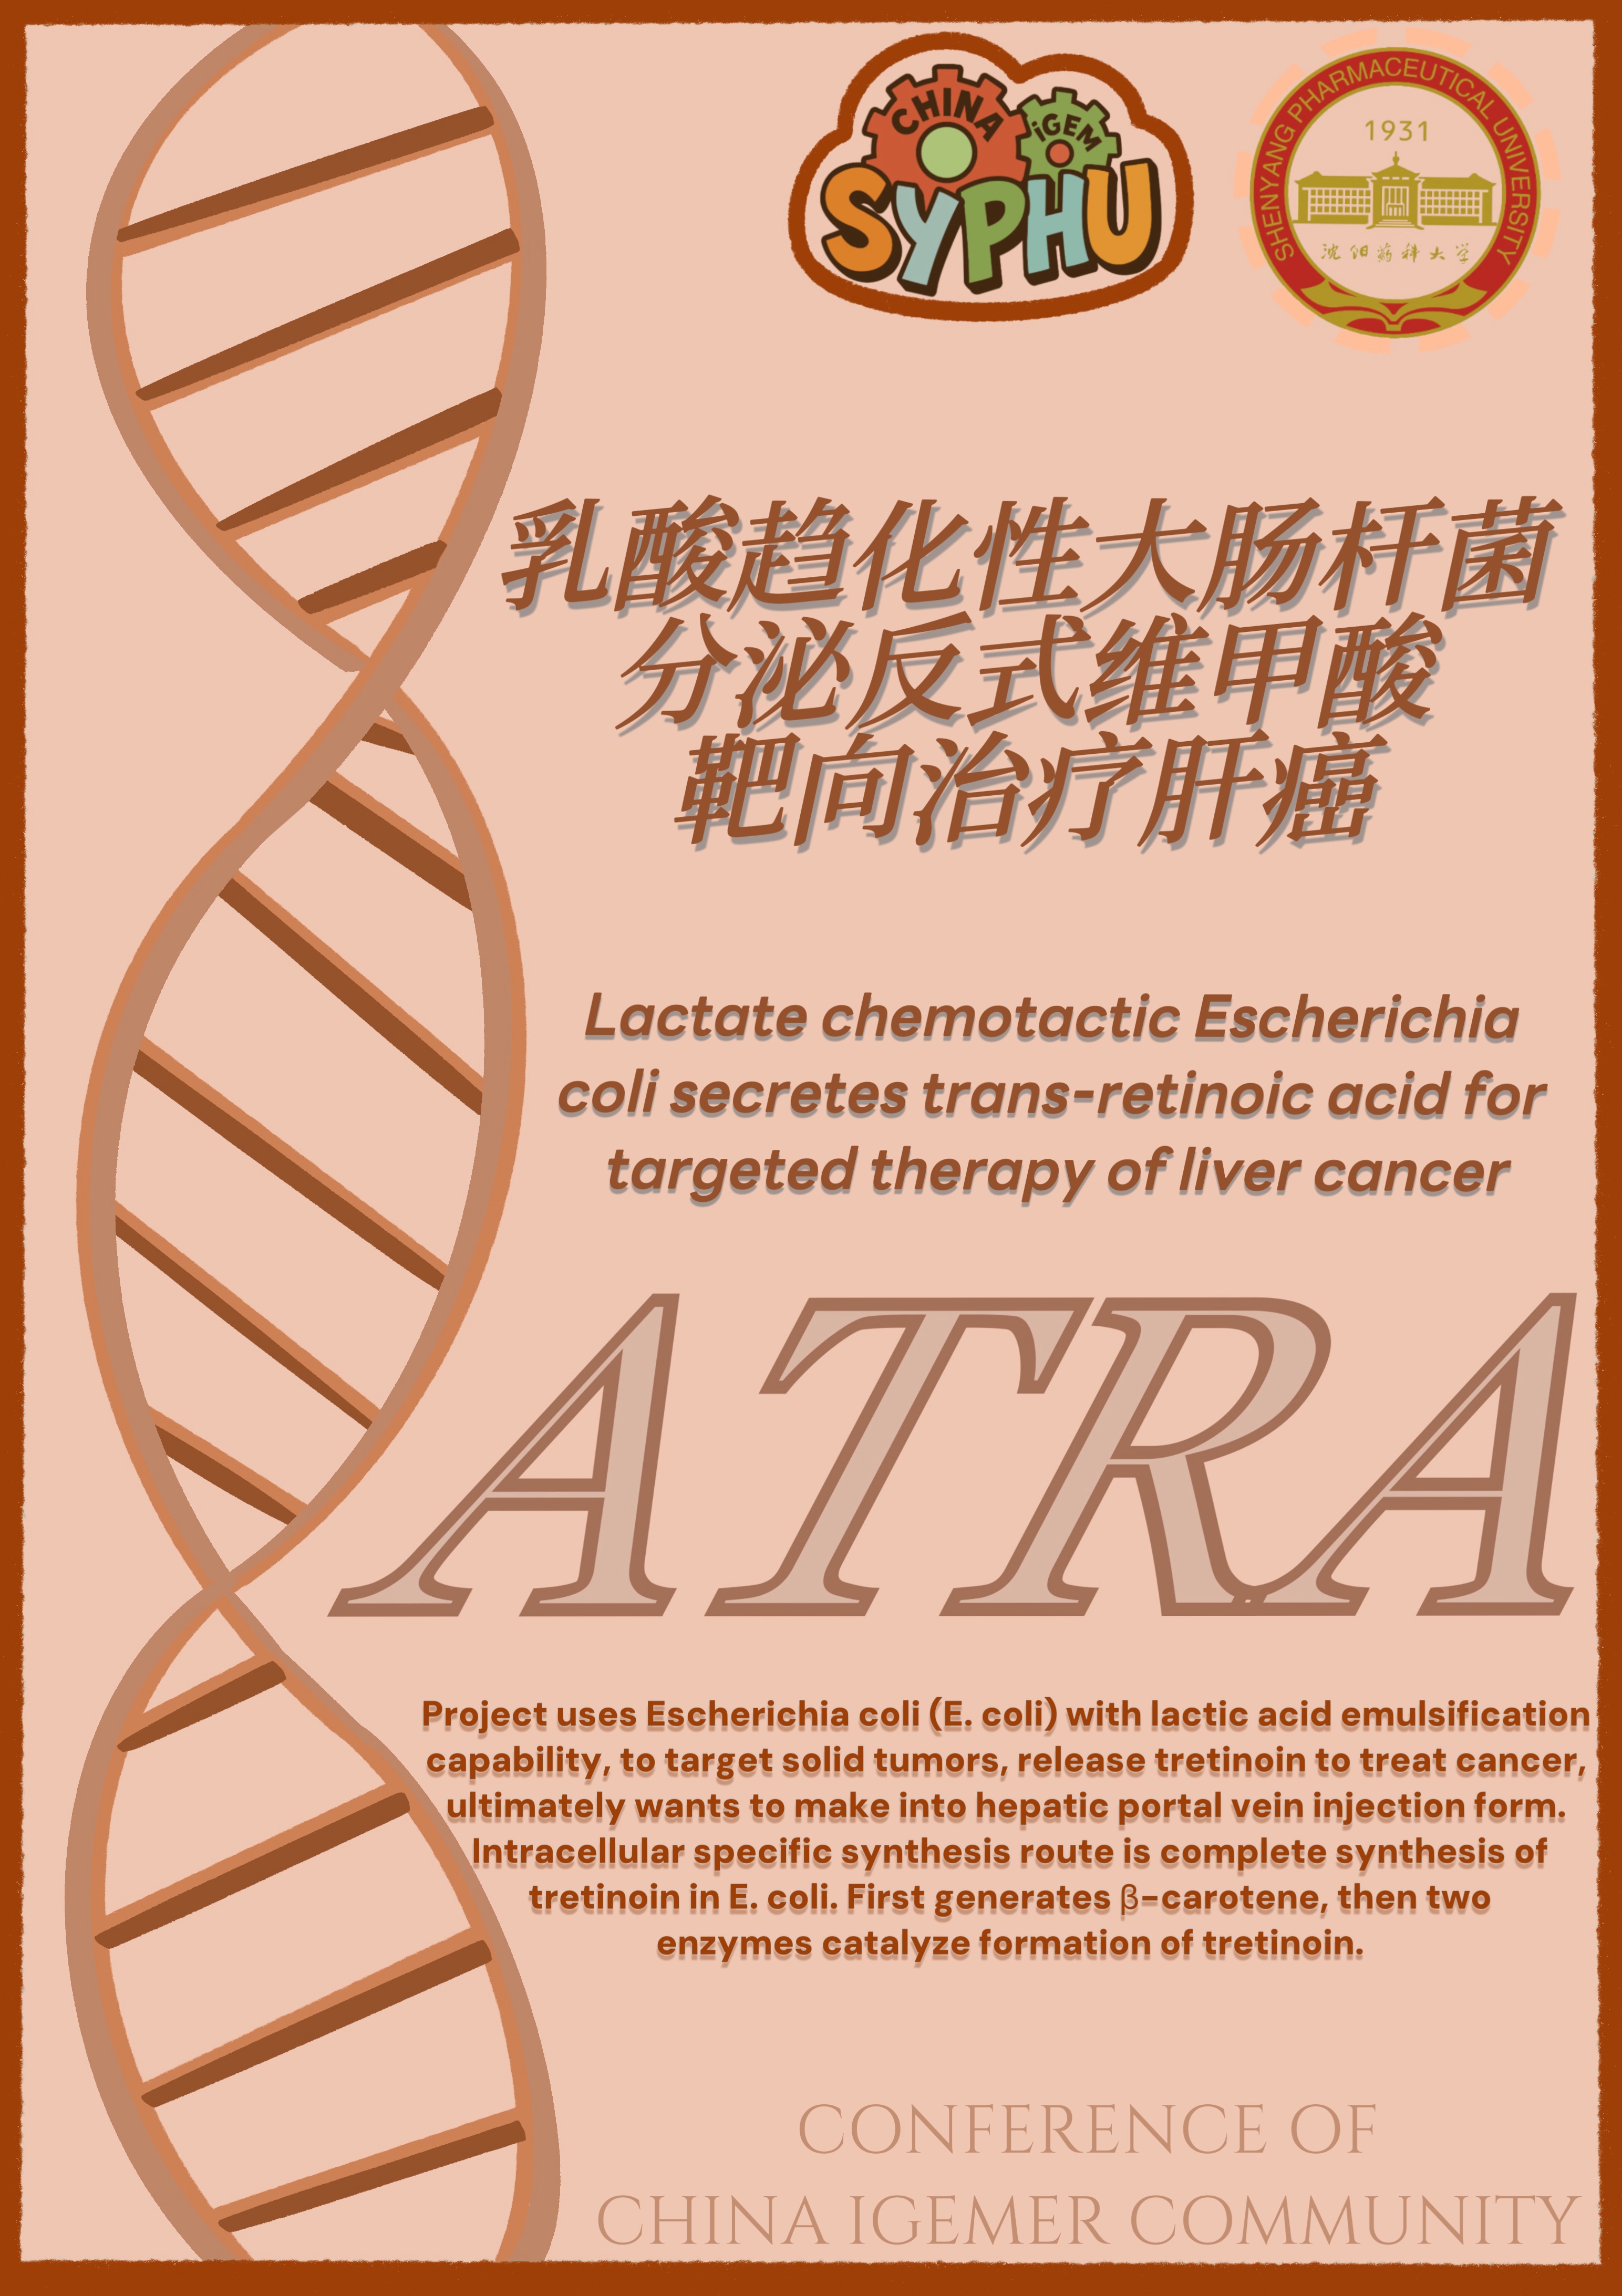 CHINA
iGEM
SYPHU
SHENYANG PHARMACEUTICAL UNIVERSITY
1931
沈阳药科大学
乳酸趋化性大肠杆菌
分泌反式维甲酸
靶向治疗肝癌
Lactate chemotactic Escherichia
coli secretes trans-retinoic acid for
targeted therapy of liver cancer
ATRA
Project uses Escherichia coli (E. coli) with lactic acid emulsification
capability, to target solid tumors, release tretinoin to treat cancer,
ultimately wants to make into hepatic portal vein injection form.
Intracellular specific synthesis route is complete synthesis of
tretinoin in E. coli. First generates β-carotene, then two
enzymes catalyze formation of tretinoin.
CONFERENCE OF
CHINA IGEMER COMMUNITY